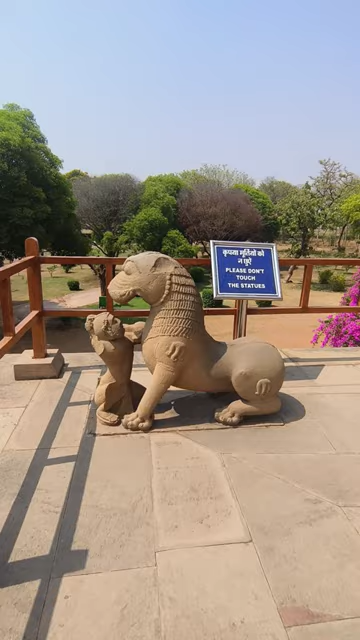 कृपया मूर्तियों को
न छुएँ
PLEASE DON'T
TOUCH
THE STATUES